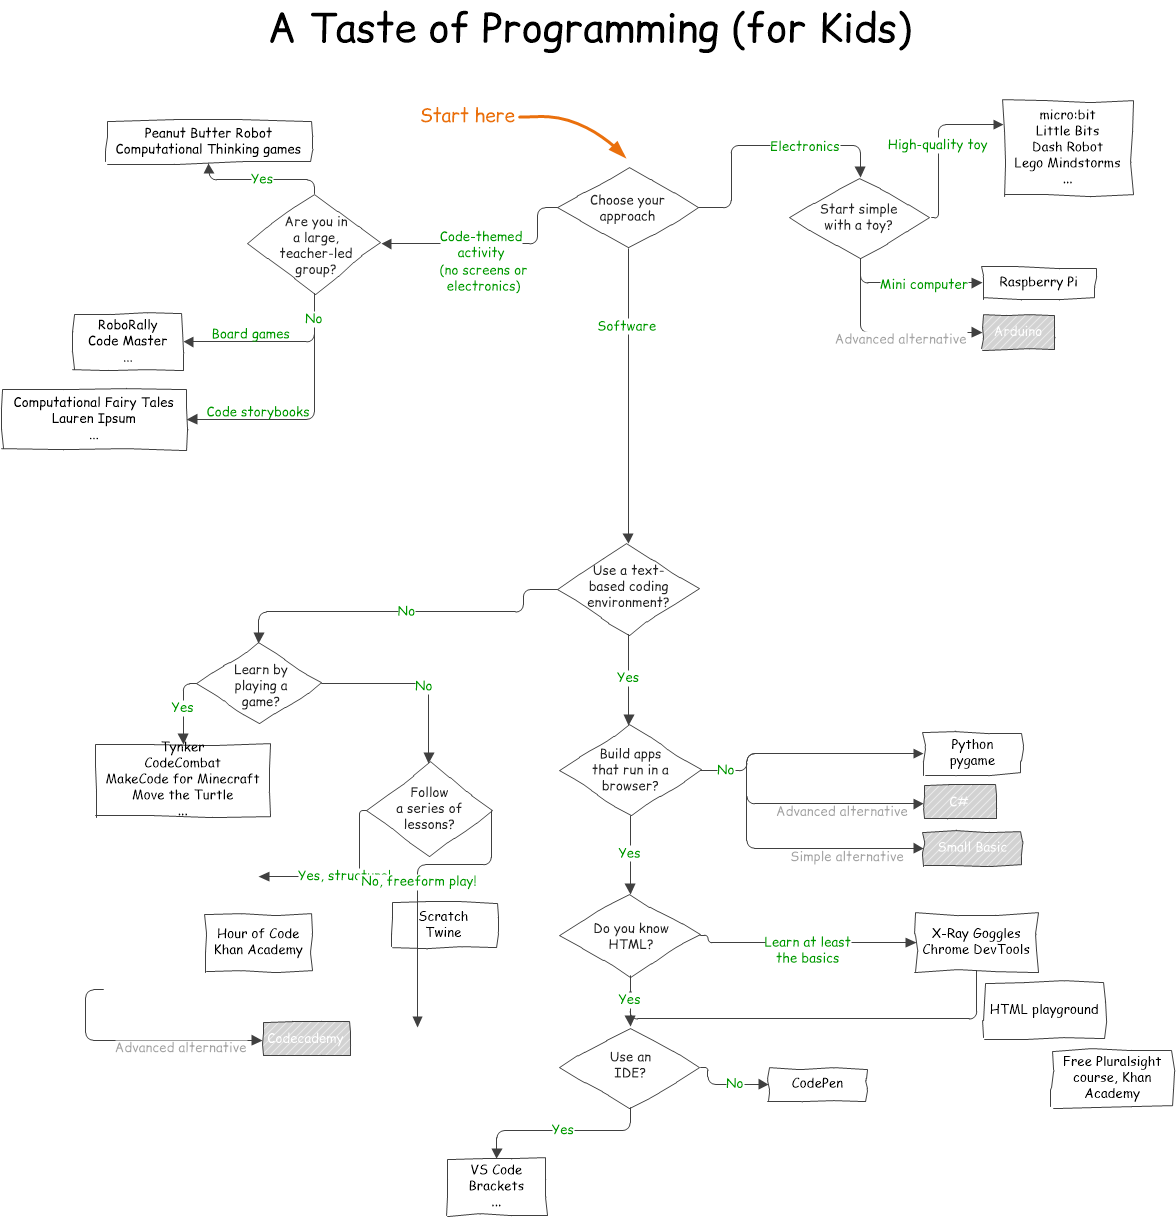 A Taste of Programming (for Kids)
Start here
Peanut Butter Robot
Computational Thinking games
Yes
Are you in
a large,
teacher-led
group?
No
Board games
RoboRally
Code Master
...
Code storybooks
Computational Fairy Tales
Lauren Ipsum
...
Code-themed
activity
(no screens or
electronics)
Choose your
approach
Software
Electronics
Start simple
with a toy?
High-quality toy
micro:bit
Little Bits
Dash Robot
Lego Mindstorms
...
Mini computer
Raspberry Pi
Advanced alternative
Arduino
Use a text-
based coding
environment?
No
Learn by
playing a
game?
Yes
Tynker
CodeCombat
MakeCode for Minecraft
Move the Turtle
...
No
Follow
a series of
lessons?
Yes, structure!
No, freeform play!
Hour of Code
Khan Academy
Scratch
Twine
Advanced alternative
Codecademy
Yes
Build apps
that run in a
browser?
No
Python
pygame
Advanced alternative
C#
Simple alternative
Small Basic
Yes
Do you know
HTML?
Learn at least
the basics
X-Ray Goggles
Chrome DevTools
HTML playground
Free Pluralsight
course, Khan
Academy
Yes
Use an
IDE?
No
CodePen
Yes
VS Code
Brackets
...